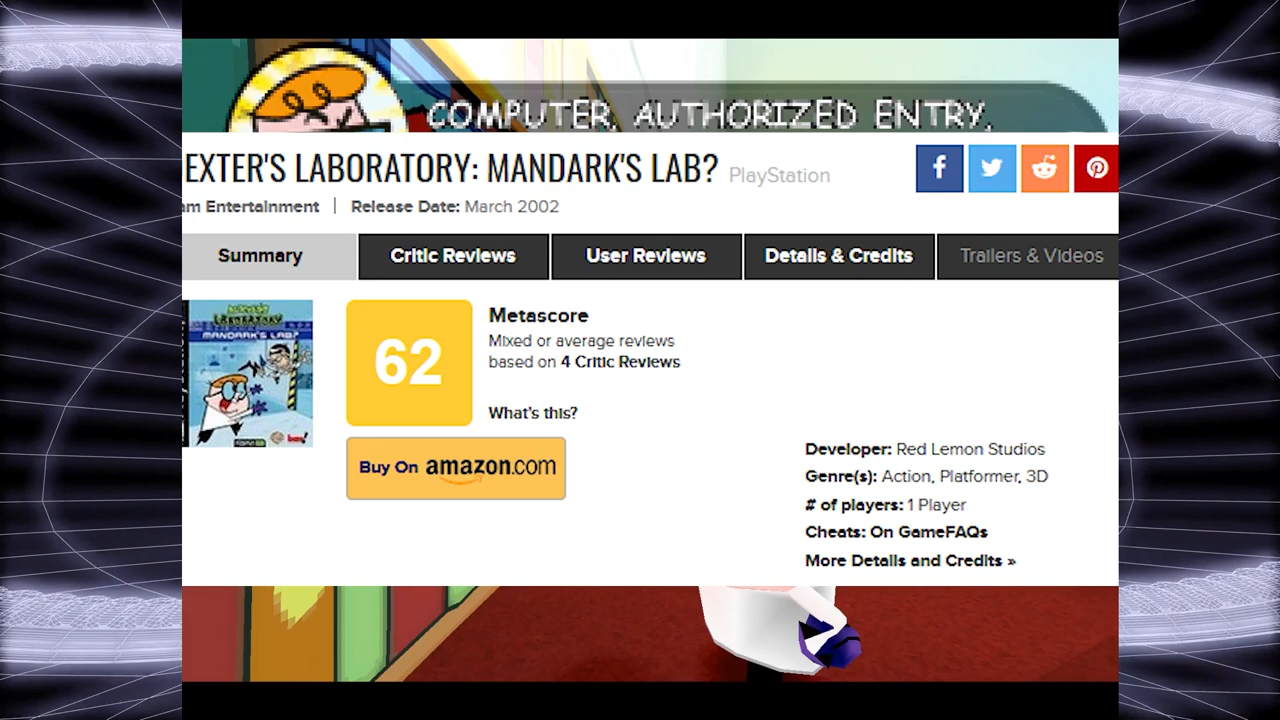 COMPUTER, AUTHORIZED ENTRY,
EXTER'S LABORATORY: MANDARK'S LAB? PlayStation
am Entertainment | Release Date: March 2002
Summary Critic Reviews User Reviews Details & Credits Trailers & Videos
LABORATORY
MANDARK'S LAB?
62
Metascore
Mixed or average reviews
based on 4 Critic Reviews
What's this?
Buy On amazon.com
Developer: Red Lemon Studios
Genre(s): Action, Platformer, 3D
# of players: 1 Player
Cheats: On GameFAQs
More Details and Credits »